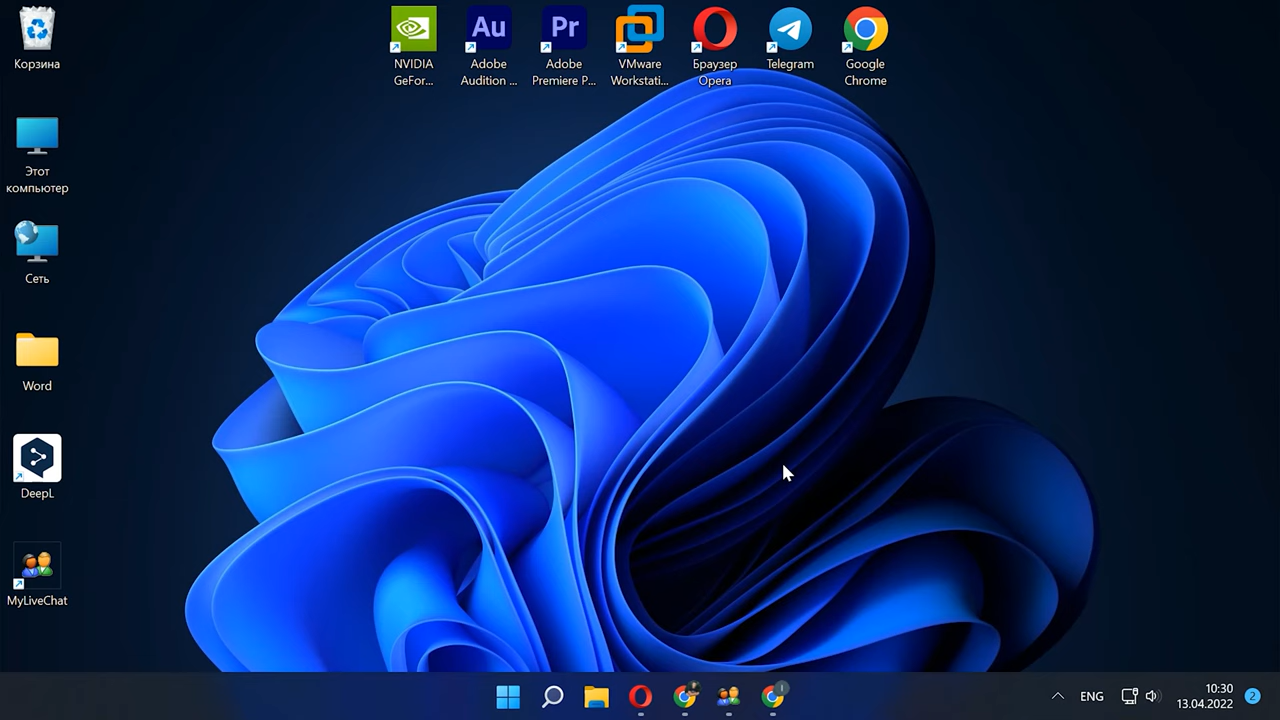 Корзина
Этот
компьютер
Сеть
Word
DeepL
MyLiveChat
NVIDIA
GeFor...
Au
Adobe
Audition ...
Pr
Adobe
Premiere P...
VMware
Workstati...
Браузер
Opera
Telegram
Google
Chrome
ENG
10:30
13.04.2022
2